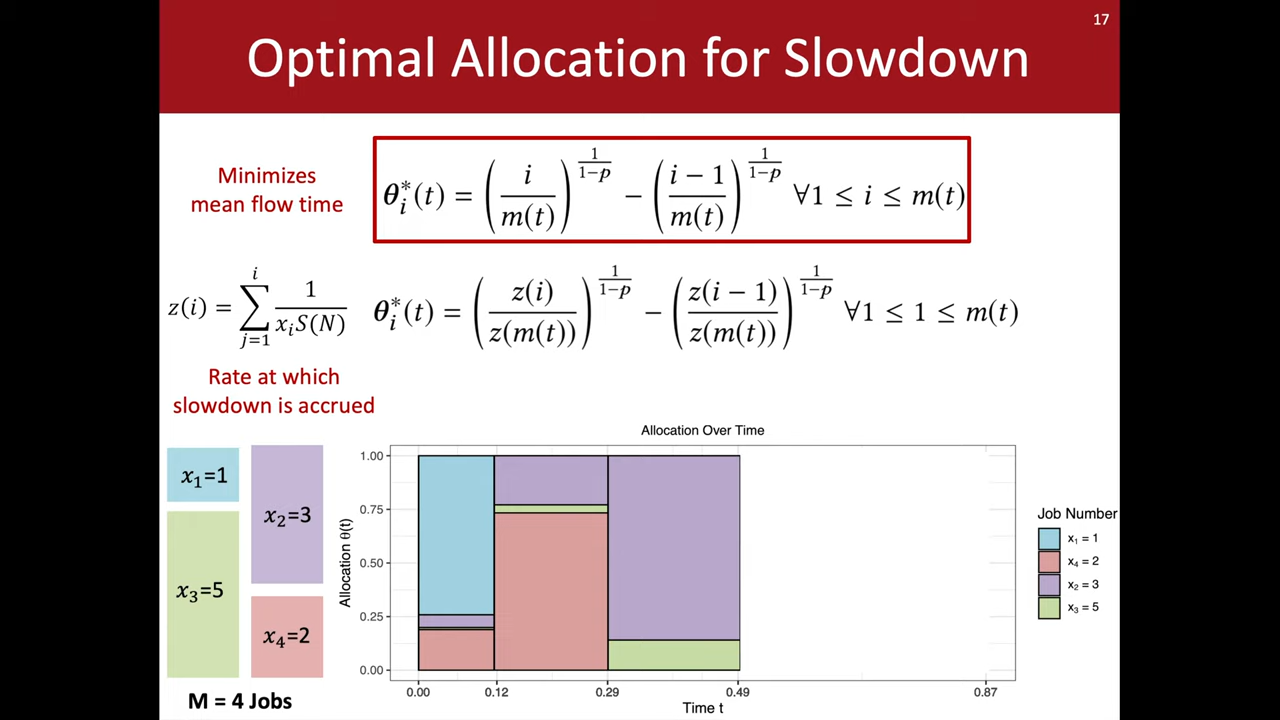 17
Optimal Allocation for Slowdown
Minimizes
mean flow time
θ*ᵢ(t) = (i/m(t))^(1/(1−p)) − ((i − 1)/m(t))^(1/(1−p)) ∀1 ≤ i ≤ m(t)
z(i) = ∑_{j=1}^{i} 1/(xᵢS(N))
θ*ᵢ(t) = (z(i)/z(m(t)))^(1/(1−p)) − (z(i − 1)/z(m(t)))^(1/(1−p)) ∀1 ≤ 1 ≤ m(t)
Rate at which
slowdown is accrued
x₁=1
x₂=3
x₃=5
x₄=2
M = 4 Jobs
Allocation Over Time
Allocation θ(t)
1.00
0.75
0.50
0.25
0.00
0.00 0.12 0.29 0.49 0.87
Time t
Job Number
x₁ = 1
x₄ = 2
x₂ = 3
x₃ = 5